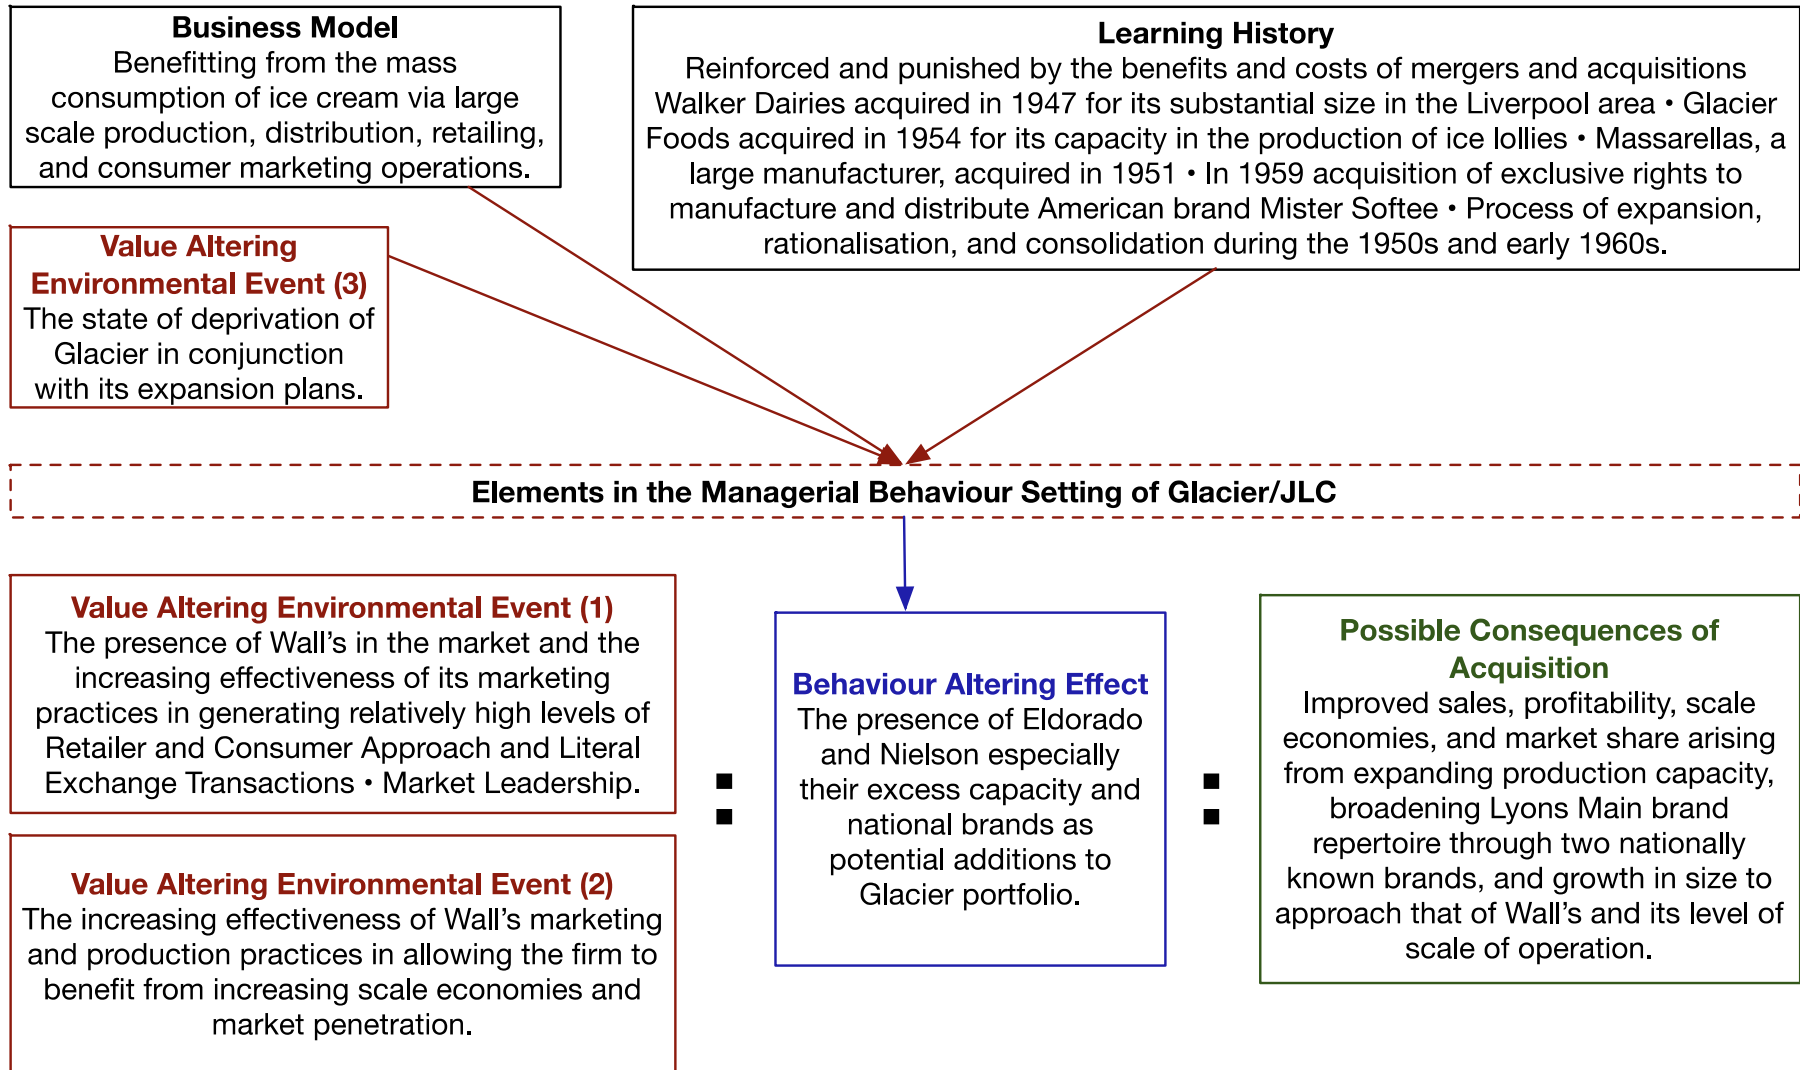 Business Model
Benefitting from the mass
consumption of ice cream via large
scale production, distribution, retailing,
and consumer marketing operations.
Learning History
Reinforced and punished by the benefits and costs of mergers and acquisitions
Walker Dairies acquired in 1947 for its substantial size in the Liverpool area • Glacier
Foods acquired in 1954 for its capacity in the production of ice lollies • Massarellas, a
large manufacturer, acquired in 1951 • In 1959 acquisition of exclusive rights to
manufacture and distribute American brand Mister Softee • Process of expansion,
rationalisation, and consolidation during the 1950s and early 1960s.
Value Altering
Environmental Event (3)
The state of deprivation of
Glacier in conjunction
with its expansion plans.
Elements in the Managerial Behaviour Setting of Glacier/JLC
Value Altering Environmental Event (1)
The presence of Wall's in the market and the
increasing effectiveness of its marketing
practices in generating relatively high levels of
Retailer and Consumer Approach and Literal
Exchange Transactions • Market Leadership.
Value Altering Environmental Event (2)
The increasing effectiveness of Wall's marketing
and production practices in allowing the firm to
benefit from increasing scale economies and
market penetration.
:
Behaviour Altering Effect
The presence of Eldorado
and Nielson especially
their excess capacity and
national brands as
potential additions to
Glacier portfolio.
:
Possible Consequences of
Acquisition
Improved sales, profitability, scale
economies, and market share arising
from expanding production capacity,
broadening Lyons Main brand
repertoire through two nationally
known brands, and growth in size to
approach that of Wall's and its level of
scale of operation.